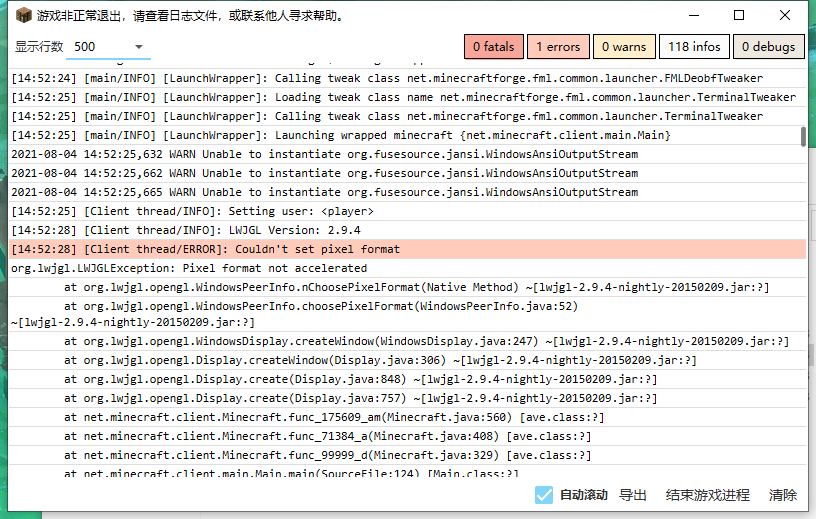 游戏非正常退出，请查看日志文件，或联系他人寻求帮助。
显示行数 500
0 fatals 1 errors 0 warns 118 infos 0 debugs
[14:52:24] [main/INFO] [LaunchWrapper]: Calling tweak class net.minecraftforge.fml.common.launcher.FMLDeobfTweaker
[14:52:25] [main/INFO] [LaunchWrapper]: Loading tweak class name net.minecraftforge.fml.common.launcher.TerminalTweaker
[14:52:25] [main/INFO] [LaunchWrapper]: Calling tweak class net.minecraftforge.fml.common.launcher.TerminalTweaker
[14:52:25] [main/INFO] [LaunchWrapper]: Launching wrapped minecraft {net.minecraft.client.main.Main}
2021-08-04 14:52:25,632 WARN Unable to instantiate org.fusesource.jansi.WindowsAnsiOutputStream
2021-08-04 14:52:25,662 WARN Unable to instantiate org.fusesource.jansi.WindowsAnsiOutputStream
2021-08-04 14:52:25,665 WARN Unable to instantiate org.fusesource.jansi.WindowsAnsiOutputStream
[14:52:25] [Client thread/INFO]: Setting user: <player>
[14:52:28] [Client thread/INFO]: LWJGL Version: 2.9.4
[14:52:28] [Client thread/ERROR]: Couldn't set pixel format
org.lwjgl.LWJGLException: Pixel format not accelerated
at org.lwjgl.opengl.WindowsPeerInfo.nChoosePixelFormat(Native Method) ~[lwjgl-2.9.4-nightly-20150209.jar:?]
at org.lwjgl.opengl.WindowsPeerInfo.choosePixelFormat(WindowsPeerInfo.java:52)
~[lwjgl-2.9.4-nightly-20150209.jar:?]
at org.lwjgl.opengl.WindowsDisplay.createWindow(WindowsDisplay.java:247) ~[lwjgl-2.9.4-nightly-20150209.jar:?]
at org.lwjgl.opengl.Display.createWindow(Display.java:306) ~[lwjgl-2.9.4-nightly-20150209.jar:?]
at org.lwjgl.opengl.Display.create(Display.java:848) ~[lwjgl-2.9.4-nightly-20150209.jar:?]
at org.lwjgl.opengl.Display.create(Display.java:757) ~[lwjgl-2.9.4-nightly-20150209.jar:?]
at net.minecraft.client.Minecraft.func_175609_am(Minecraft.java:560) [ave.class:?]
at net.minecraft.client.Minecraft.func_71384_a(Minecraft.java:408) [ave.class:?]
at net.minecraft.client.Minecraft.func_99999_d(Minecraft.java:329) [ave.class:?]
at net.minecraft.client.main.Main.main(SourceFile:124) [Main.class:?]
自动滚动 导出 结束游戏进程 清除